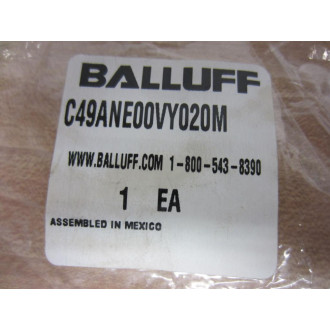 BALLUFF
C49ANE00VY020M
WWW.BALLUFF.COM 1-800-543-8390
1 EA
ASSEMBLED IN MEXICO